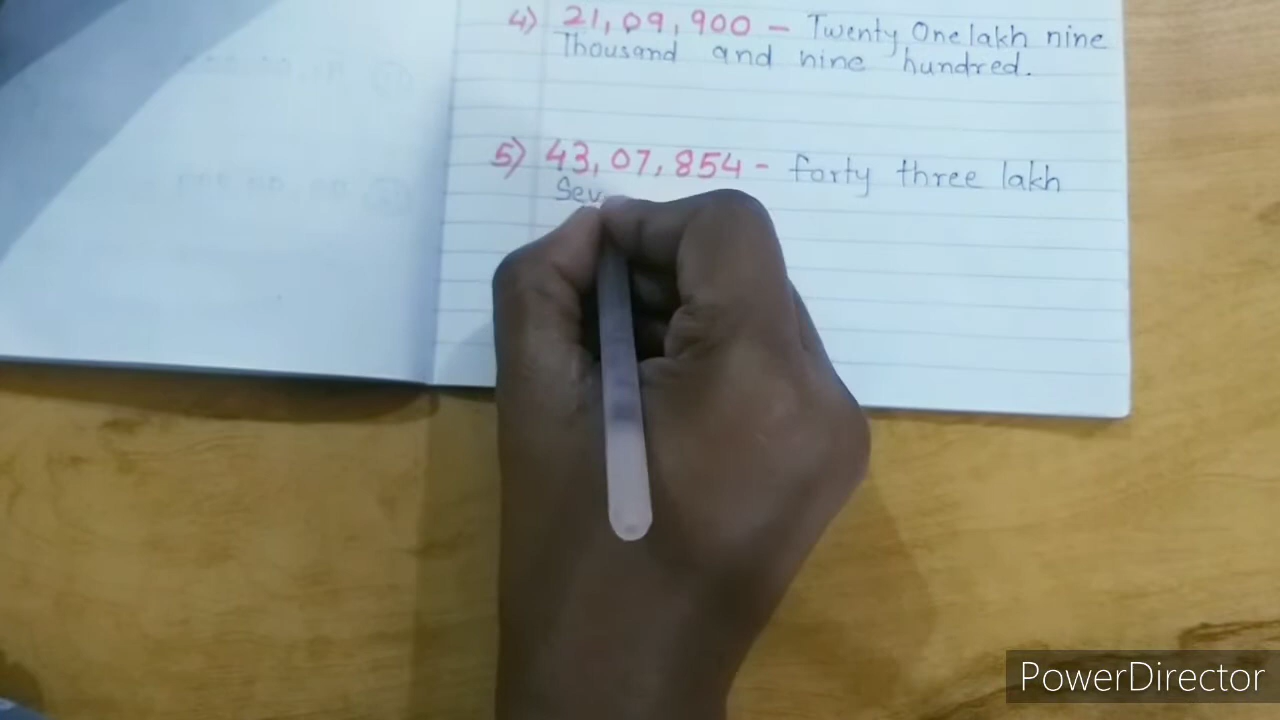 4) 21,09,900 – Twenty One lakh nine
Thousand and nine hundred.
5) 43,07,854 - forty three lakh
Sev
PowerDirector